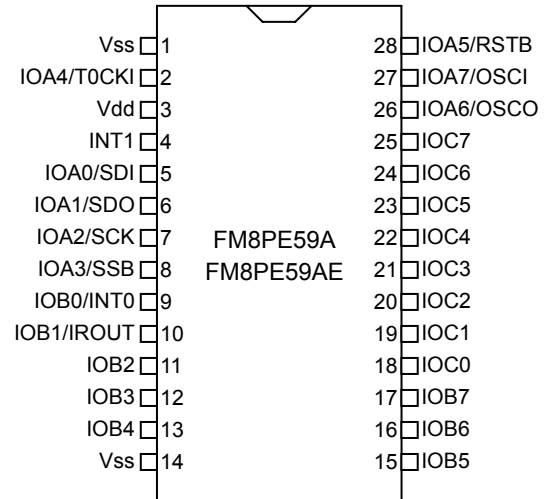 Vss 1 28 IOA5/RSTB
IOA4/T0CKI 2 27 IOA7/OSCI
Vdd 3 26 IOA6/OSCO
INT1 4 25 IOC7
IOA0/SDI 5 24 IOC6
IOA1/SDO 6 23 IOC5
IOA2/SCK 7 FM8PE59A 22 IOC4
IOA3/SSB 8 FM8PE59AE 21 IOC3
IOB0/INT0 9 20 IOC2
IOB1/IROUT 10 19 IOC1
IOB2 11 18 IOC0
IOB3 12 17 IOB7
IOB4 13 16 IOB6
Vss 14 15 IOB5